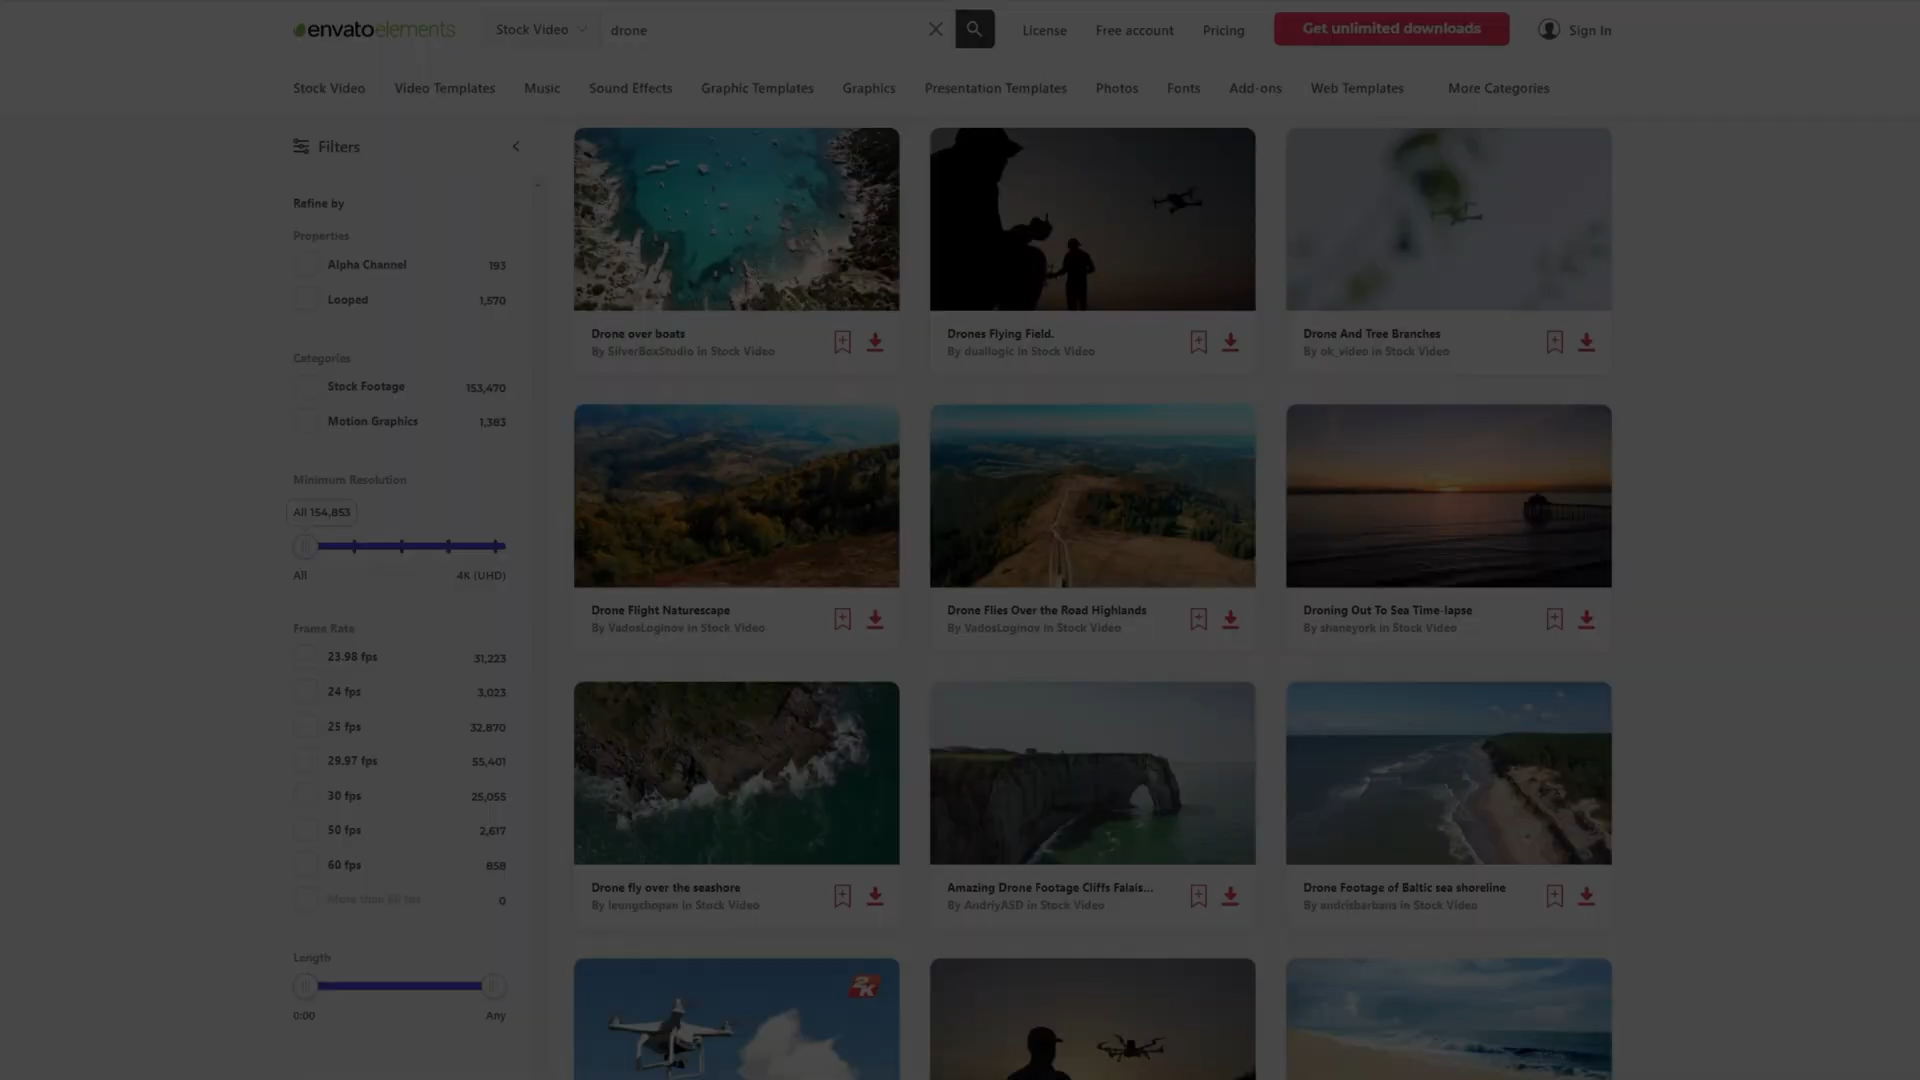 envatoelements
Stock Video
drone
License
Free account
Pricing
Get unlimited downloads
Sign In
Stock Video
Video Templates
Music
Sound Effects
Graphic Templates
Graphics
Presentation Templates
Photos
Fonts
Add-ons
Web Templates
More Categories
Filters
Refine by
Properties
Alpha Channel 193
Looped 1,570
Categories
Stock Footage 153,470
Motion Graphics 1,383
Minimum Resolution
All 154,853
All 4K (UHD)
Frame Rate
23.98 fps 31,223
24 fps 3,023
25 fps 32,870
29.97 fps 55,401
30 fps 25,055
50 fps 2,617
60 fps 858
More than 60 fps 0
Length
0:00 Any
Drone over boats
By SilverBoxStudio in Stock Video
Drones Flying Field.
By duallogic in Stock Video
Drone And Tree Branches
By ok_video in Stock Video
Drone Flight Naturescape
By VadosLoginov in Stock Video
Drone Flies Over the Road Highlands
By VadosLoginov in Stock Video
Droning Out To Sea Time-lapse
By shaneyork in Stock Video
Drone fly over the seashore
By leungchopan in Stock Video
Amazing Drone Footage Cliffs Falais...
By AndriyASD in Stock Video
Drone Footage of Baltic sea shoreline
By andrisbarbans in Stock Video
2K